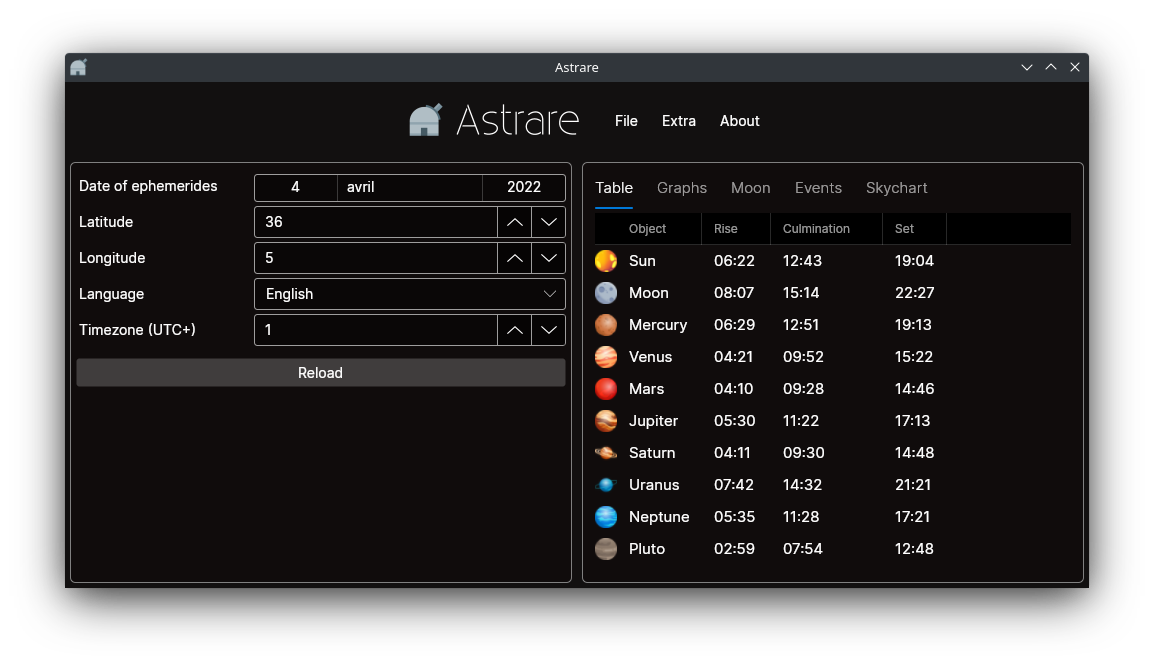 Astrare
Astrare File Extra About
Date of ephemerides 4 avril 2022
Latitude 36
Longitude 5
Language English
Timezone (UTC+) 1
Reload
Table Graphs Moon Events Skychart
Object Rise Culmination Set
Sun 06:22 12:43 19:04
Moon 08:07 15:14 22:27
Mercury 06:29 12:51 19:13
Venus 04:21 09:52 15:22
Mars 04:10 09:28 14:46
Jupiter 05:30 11:22 17:13
Saturn 04:11 09:30 14:48
Uranus 07:42 14:32 21:21
Neptune 05:35 11:28 17:21
Pluto 02:59 07:54 12:48